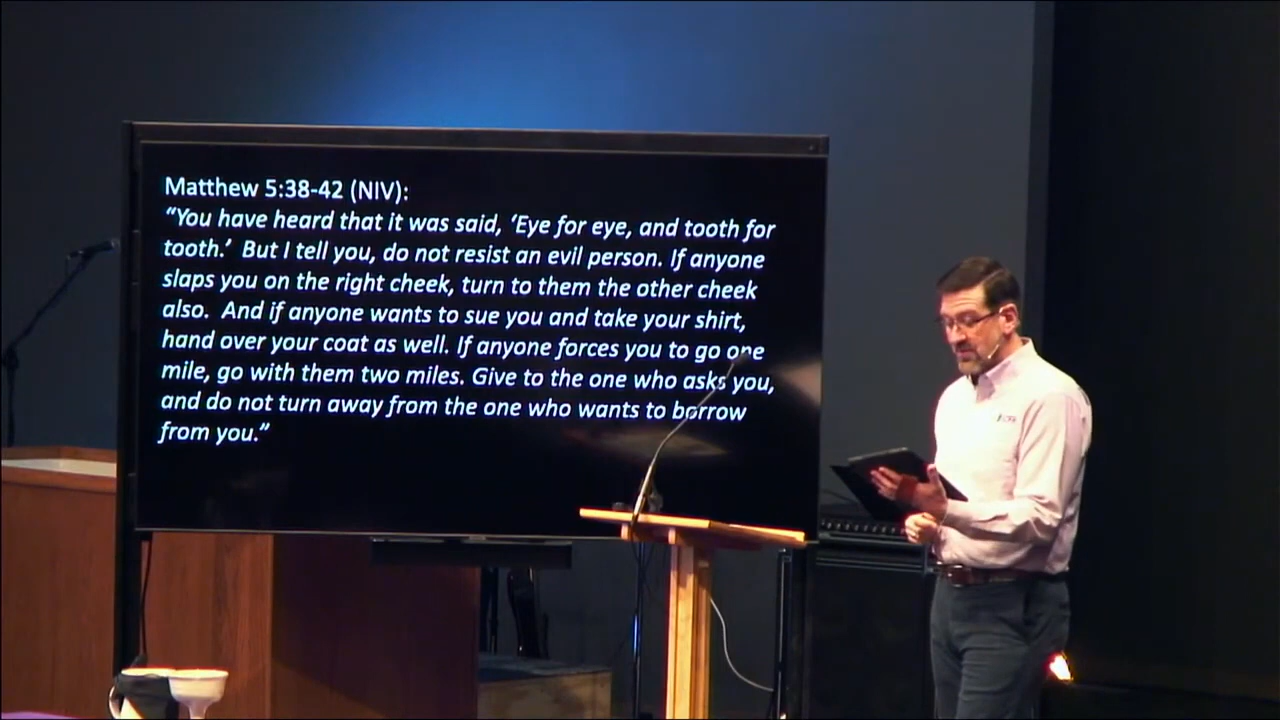 Matthew 5:38-42 (NIV):
“You have heard that it was said, ‘Eye for eye, and tooth for
tooth.’ But I tell you, do not resist an evil person. If anyone
slaps you on the right cheek, turn to them the other cheek
also. And if anyone wants to sue you and take your shirt,
hand over your coat as well. If anyone forces you to go one
mile, go with them two miles. Give to the one who asks you,
and do not turn away from the one who wants to borrow
from you.”